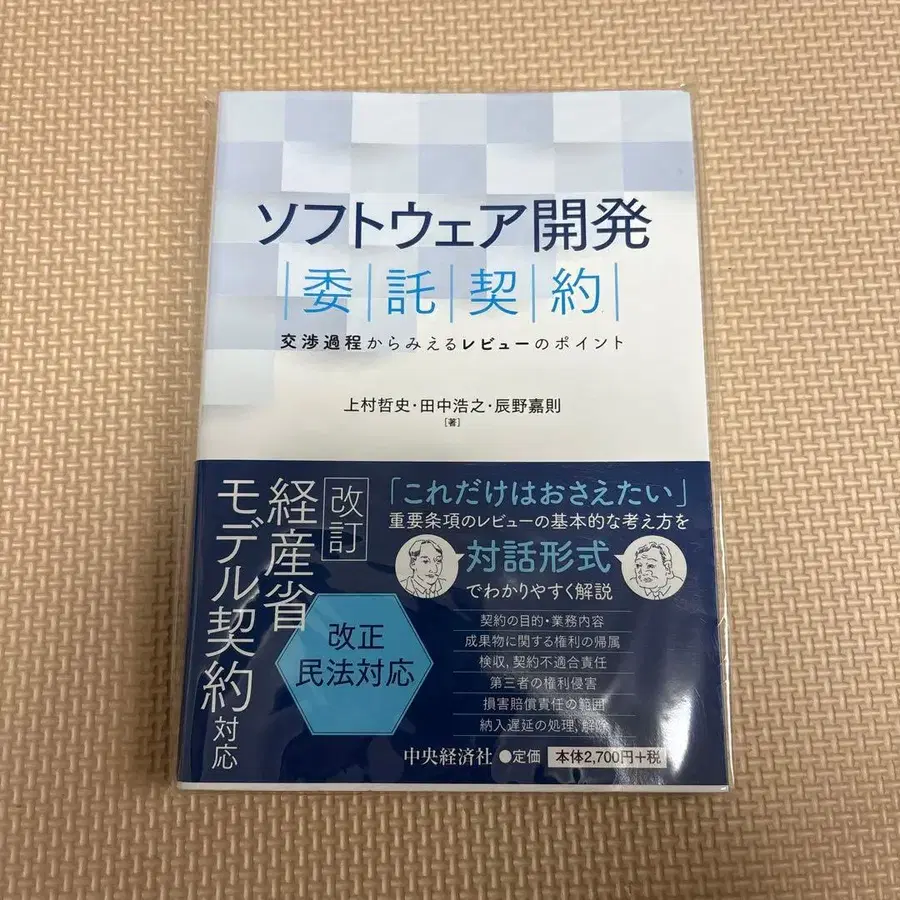 ソフトウェア開発
委託契約
交渉過程からみえるレビューのポイント
上村哲史・田中浩之・辰野嘉則
[著]
改訂
経産省
モデル契約対応
改正
民法対応
「これだけはおさえたい」
重要条項のレビューの基本的な考え方を
対話形式
でわかりやすく解説
契約の目的・業務内容
成果物に関する権利の帰属
検収,契約不適合責任
第三者の権利侵害
損害賠償責任の範囲
納入遅延の処理,解除
中央経済社 ●定価 本体2,700円+税